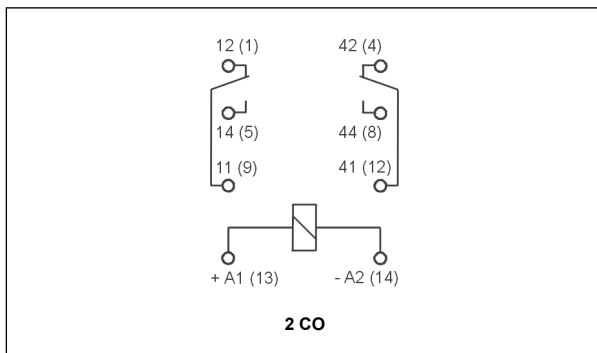 12 (1) 42 (4)
14 (5) 44 (8)
11 (9) 41 (12)
+ A1 (13) - A2 (14)
2 CO